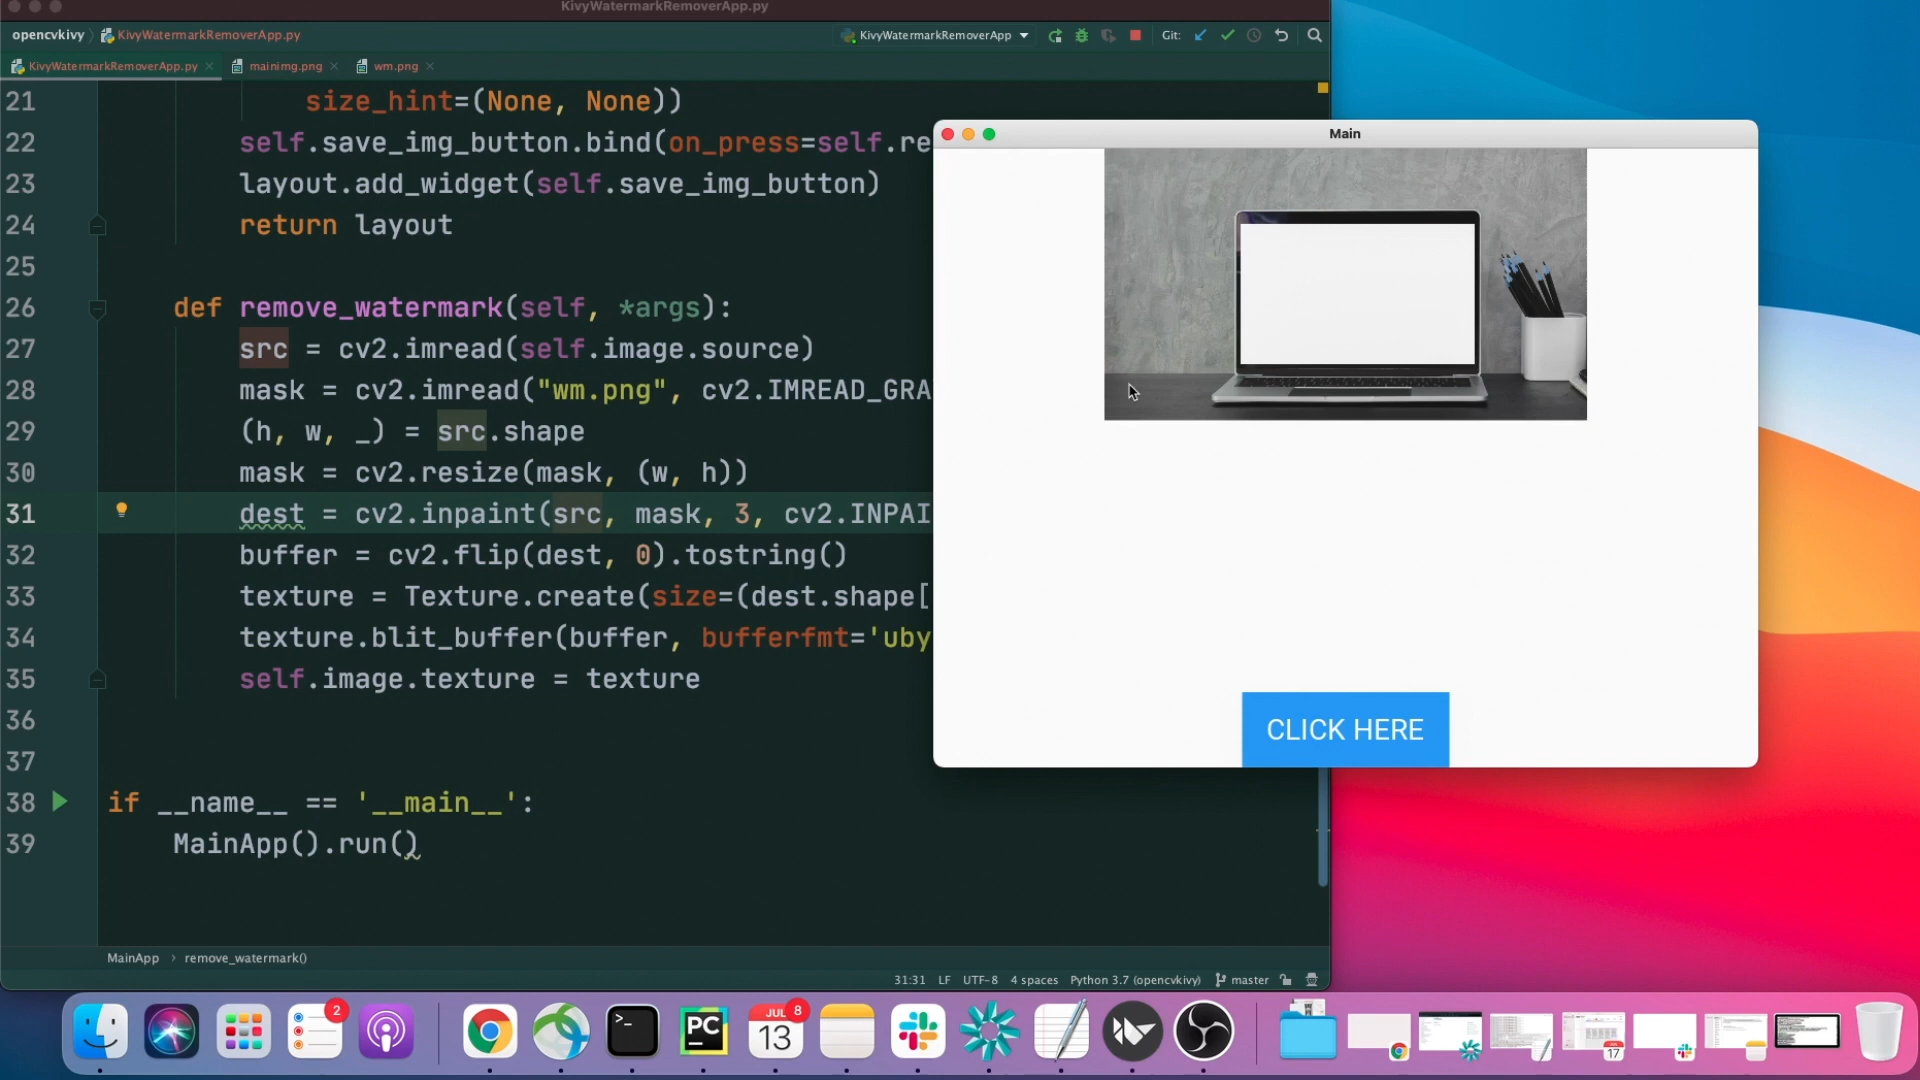 KivyWatermarkRemoverApp.py
opencvkivy KivyWatermarkRemoverApp.py
KivyWatermarkRemoverApp Git:
KivyWatermarkRemoverApp.py mainimg.png wm.png
21 size_hint=(None, None))
22 self.save_img_button.bind(on_press=self.re
23 layout.add_widget(self.save_img_button)
24 return layout
25
26 def remove_watermark(self, *args):
27 src = cv2.imread(self.image.source)
28 mask = cv2.imread("wm.png", cv2.IMREAD_GRA
29 (h, w, _) = src.shape
30 mask = cv2.resize(mask, (w, h))
31 dest = cv2.inpaint(src, mask, 3, cv2.INPAI
32 buffer = cv2.flip(dest, 0).tostring()
33 texture = Texture.create(size=(dest.shape[
34 texture.blit_buffer(buffer, bufferfmt='uby
35 self.image.texture = texture
36
37
38 if __name__ == '__main__':
39 MainApp().run()
Main
CLICK HERE
MainApp remove_watermark()
31:31 LF UTF-8 4 spaces Python 3.7 (opencvkivy) master
2
>_
PC
JUL 8
13
17